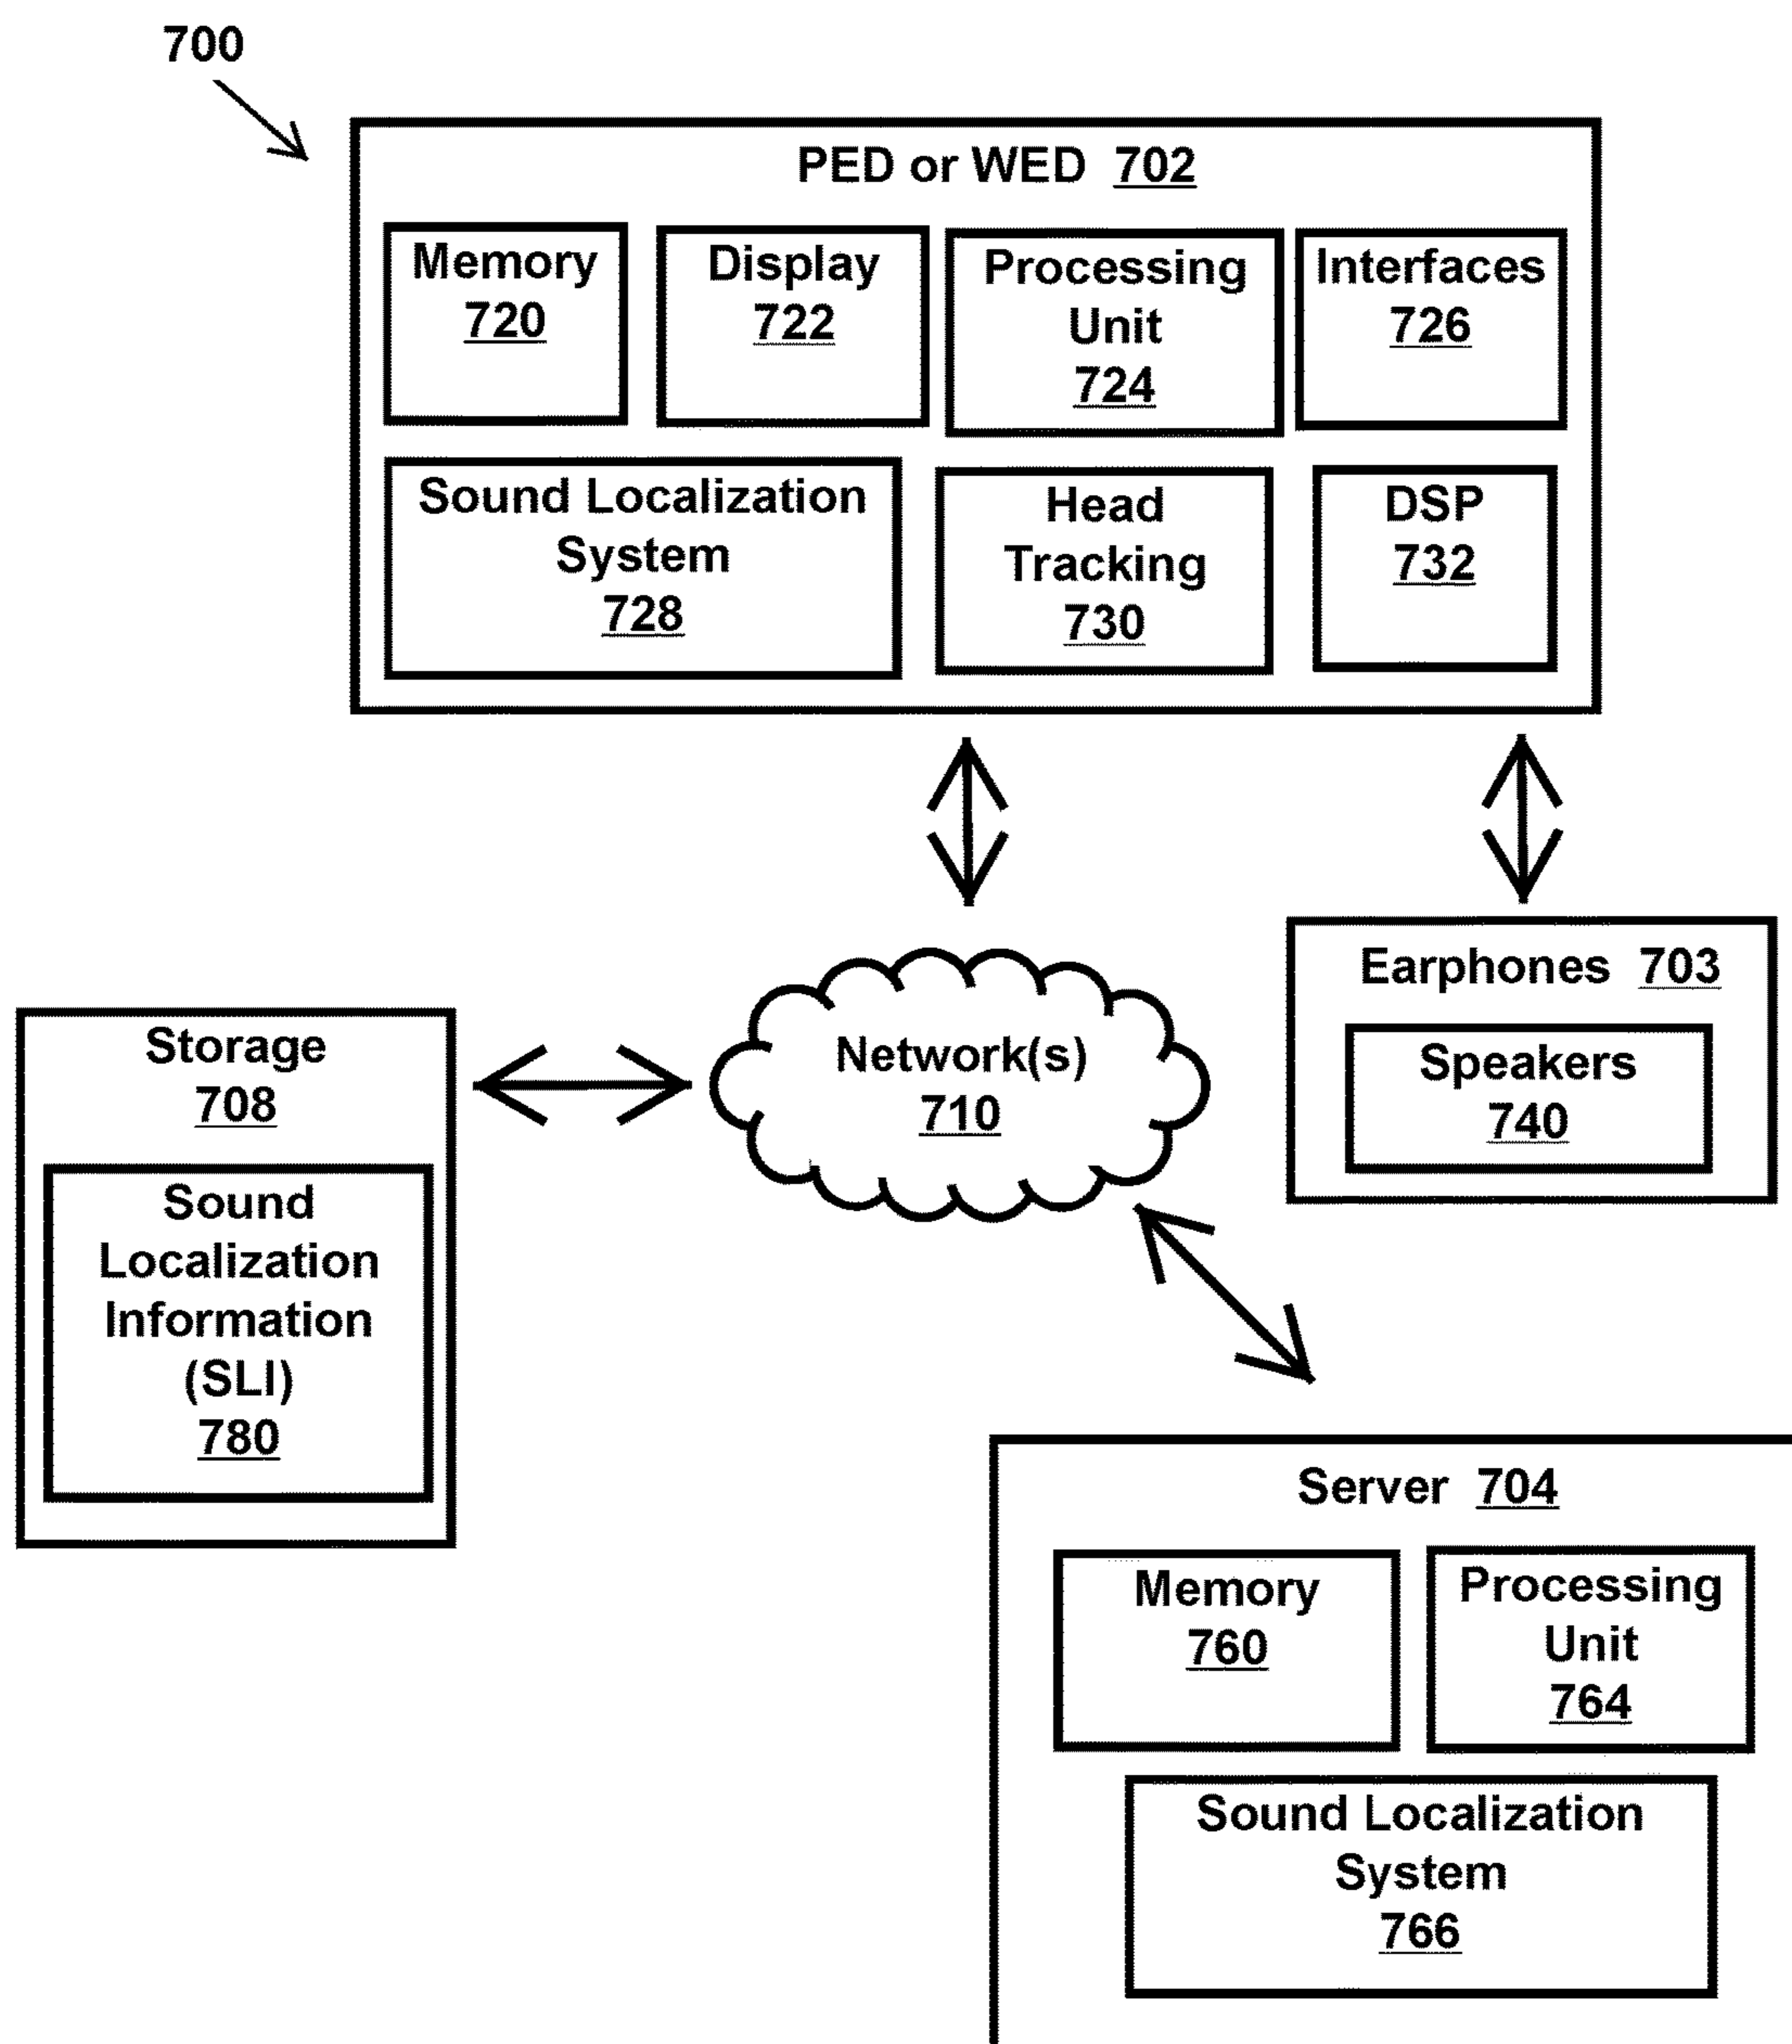 700
PED or WED 702
Memory
720
Display
722
Processing
Unit
724
Interfaces
726
Sound Localization
System
728
Head
Tracking
730
DSP
732
Earphones 703
Speakers
740
Network(s)
710
Storage
708
Sound
Localization
Information
(SLI)
780
Server 704
Memory
760
Processing
Unit
764
Sound Localization
System
766